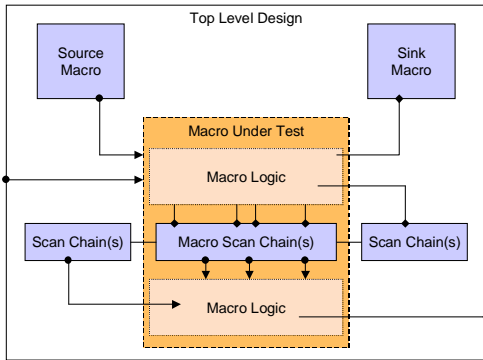 Top Level Design
Source
Macro
Sink
Macro
Macro Under Test
Macro Logic
Scan Chain(s)
Macro Scan Chain(s)
Scan Chain(s)
Macro Logic